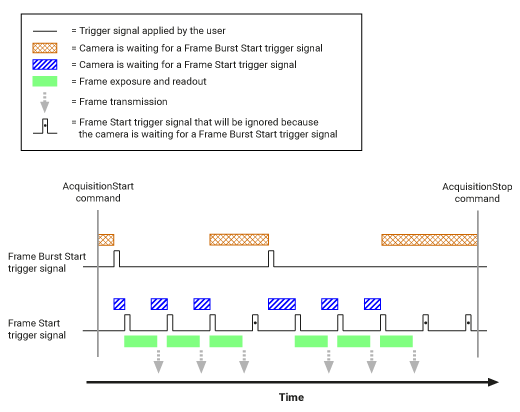 = Trigger signal applied by the user
= Camera is waiting for a Frame Burst Start trigger signal
= Camera is waiting for a Frame Start trigger signal
= Frame exposure and readout
= Frame transmission
= Frame Start trigger signal that will be ignored because
the camera is waiting for a Frame Burst Start trigger signal
AcquisitionStart
command
AcquisitionStop
command
Frame Burst Start
trigger signal
Frame Start
trigger signal
Time